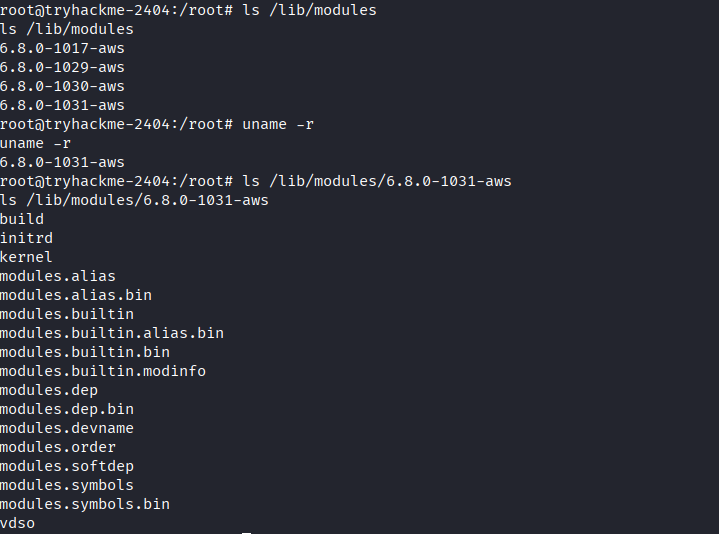 root@tryhackme-2404:/root# ls /lib/modules
ls /lib/modules
6.8.0-1017-aws
6.8.0-1029-aws
6.8.0-1030-aws
6.8.0-1031-aws
root@tryhackme-2404:/root# uname -r
uname -r
6.8.0-1031-aws
root@tryhackme-2404:/root# ls /lib/modules/6.8.0-1031-aws
ls /lib/modules/6.8.0-1031-aws
build
initrd
kernel
modules.alias
modules.alias.bin
modules.builtin
modules.builtin.alias.bin
modules.builtin.bin
modules.builtin.modinfo
modules.dep
modules.dep.bin
modules.devname
modules.order
modules.softdep
modules.symbols
modules.symbols.bin
vdso